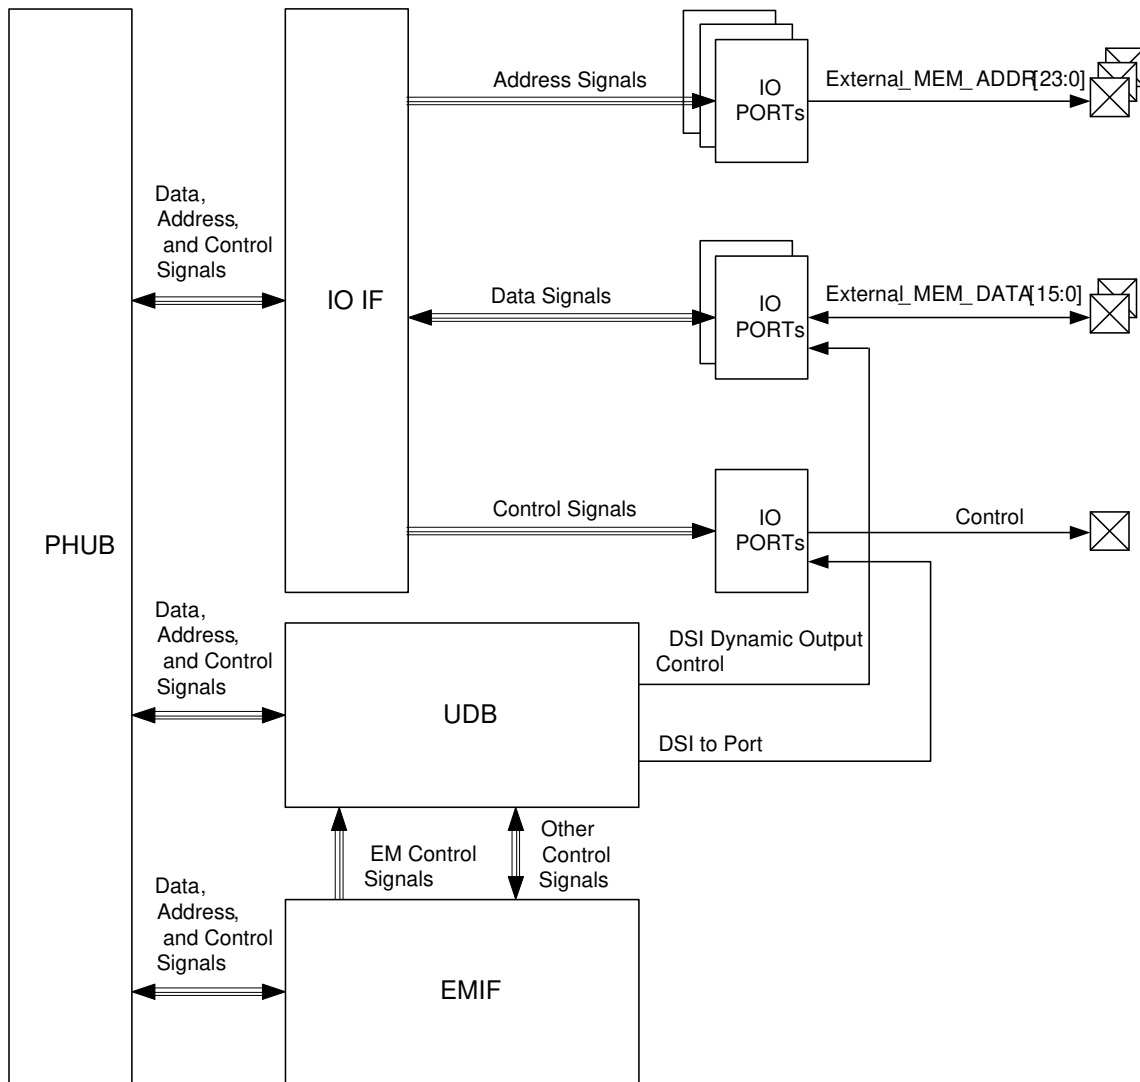 Address Signals
IO
PORTs
External_MEM_ADDR[23:0]
Data,
Address,
and Control
Signals
IO IF
Data Signals
IO
PORTs
External_MEM_DATA[15:0]
Control Signals
IO
PORTs
Control
PHUB
Data,
Address,
and Control
Signals
UDB
DSI Dynamic Output
Control
DSI to Port
EM Control
Signals
Other
Control
Signals
Data,
Address,
and Control
Signals
EMIF